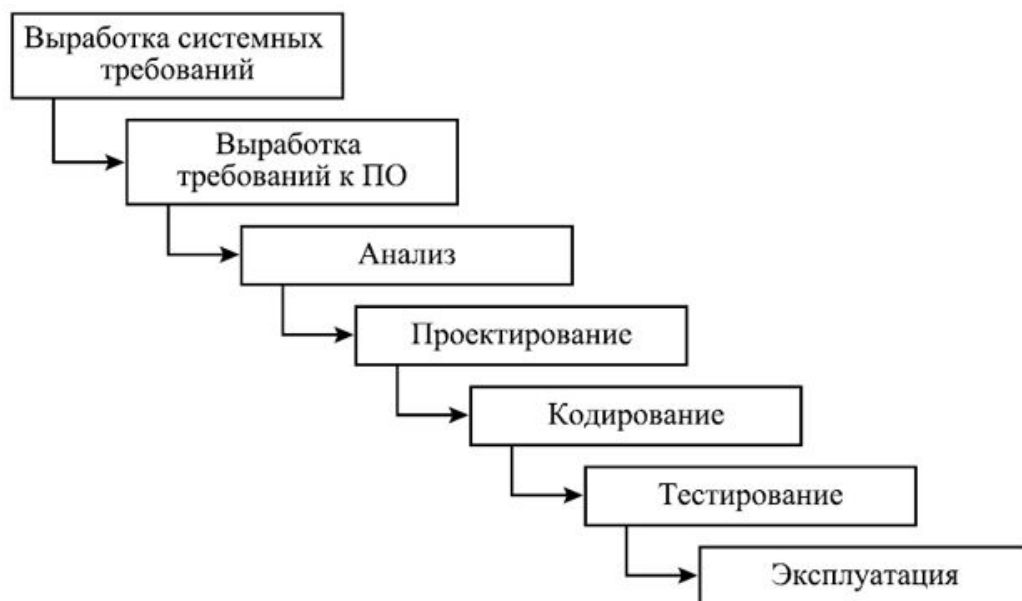 Выработка системных
требований
Выработка
требований к ПО
Анализ
Проектирование
Кодирование
Тестирование
Эксплуатация